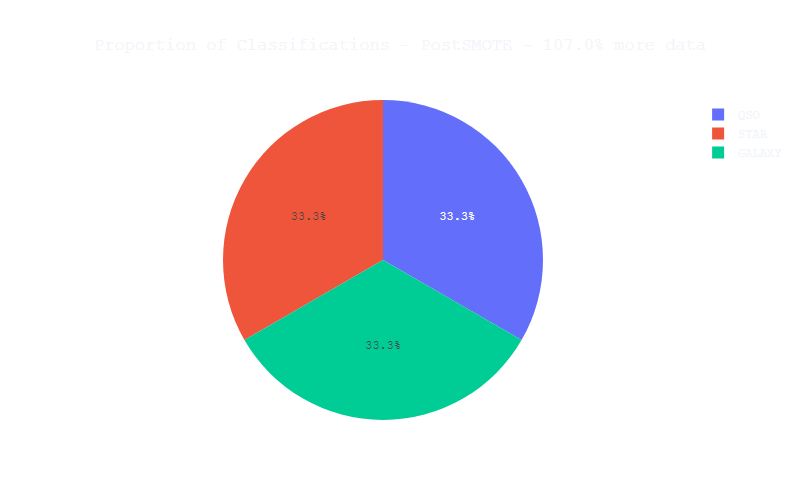 Proportion of Classifications - PostSMOTE - 107.0% more data
QSO
STAR
GALAXY
33.3%
33.3%
33.3%